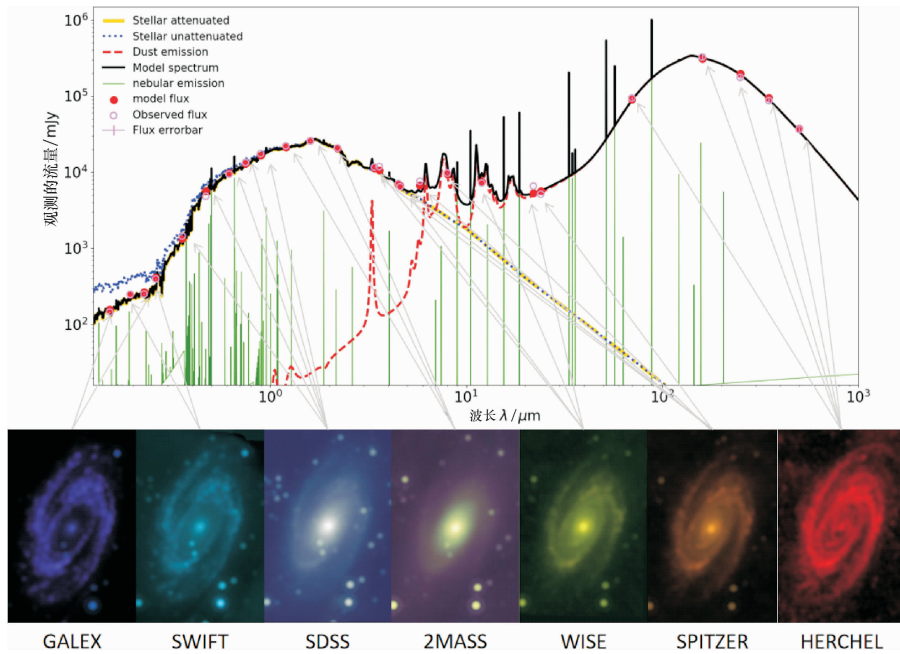 10⁶
10⁵
10⁴
10³
10²
观测的流量/mJy
Stellar attenuated
Stellar unattenuated
Dust emission
Model spectrum
nebular emission
model flux
Observed flux
Flux errorbar
10⁰ 10¹ 10² 10³
波长 λ /μm
GALEX SWIFT SDSS 2MASS WISE SPITZER HERCHEL